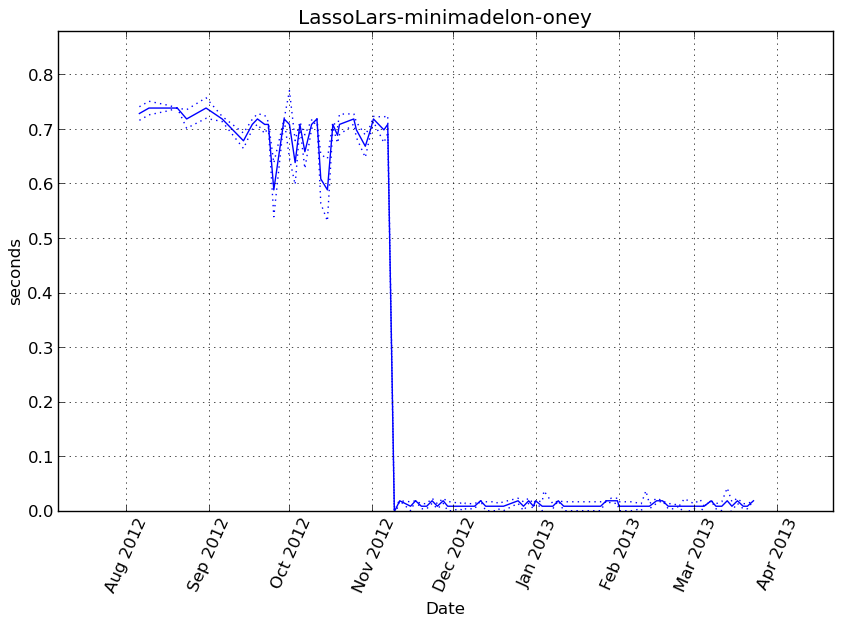 LassoLars-minimadelon-oney
0.8
0.7
0.6
0.5
0.4
0.3
0.2
0.1
0.0
seconds
Aug 2012
Sep 2012
Oct 2012
Nov 2012
Dec 2012
Jan 2013
Feb 2013
Mar 2013
Apr 2013
Date